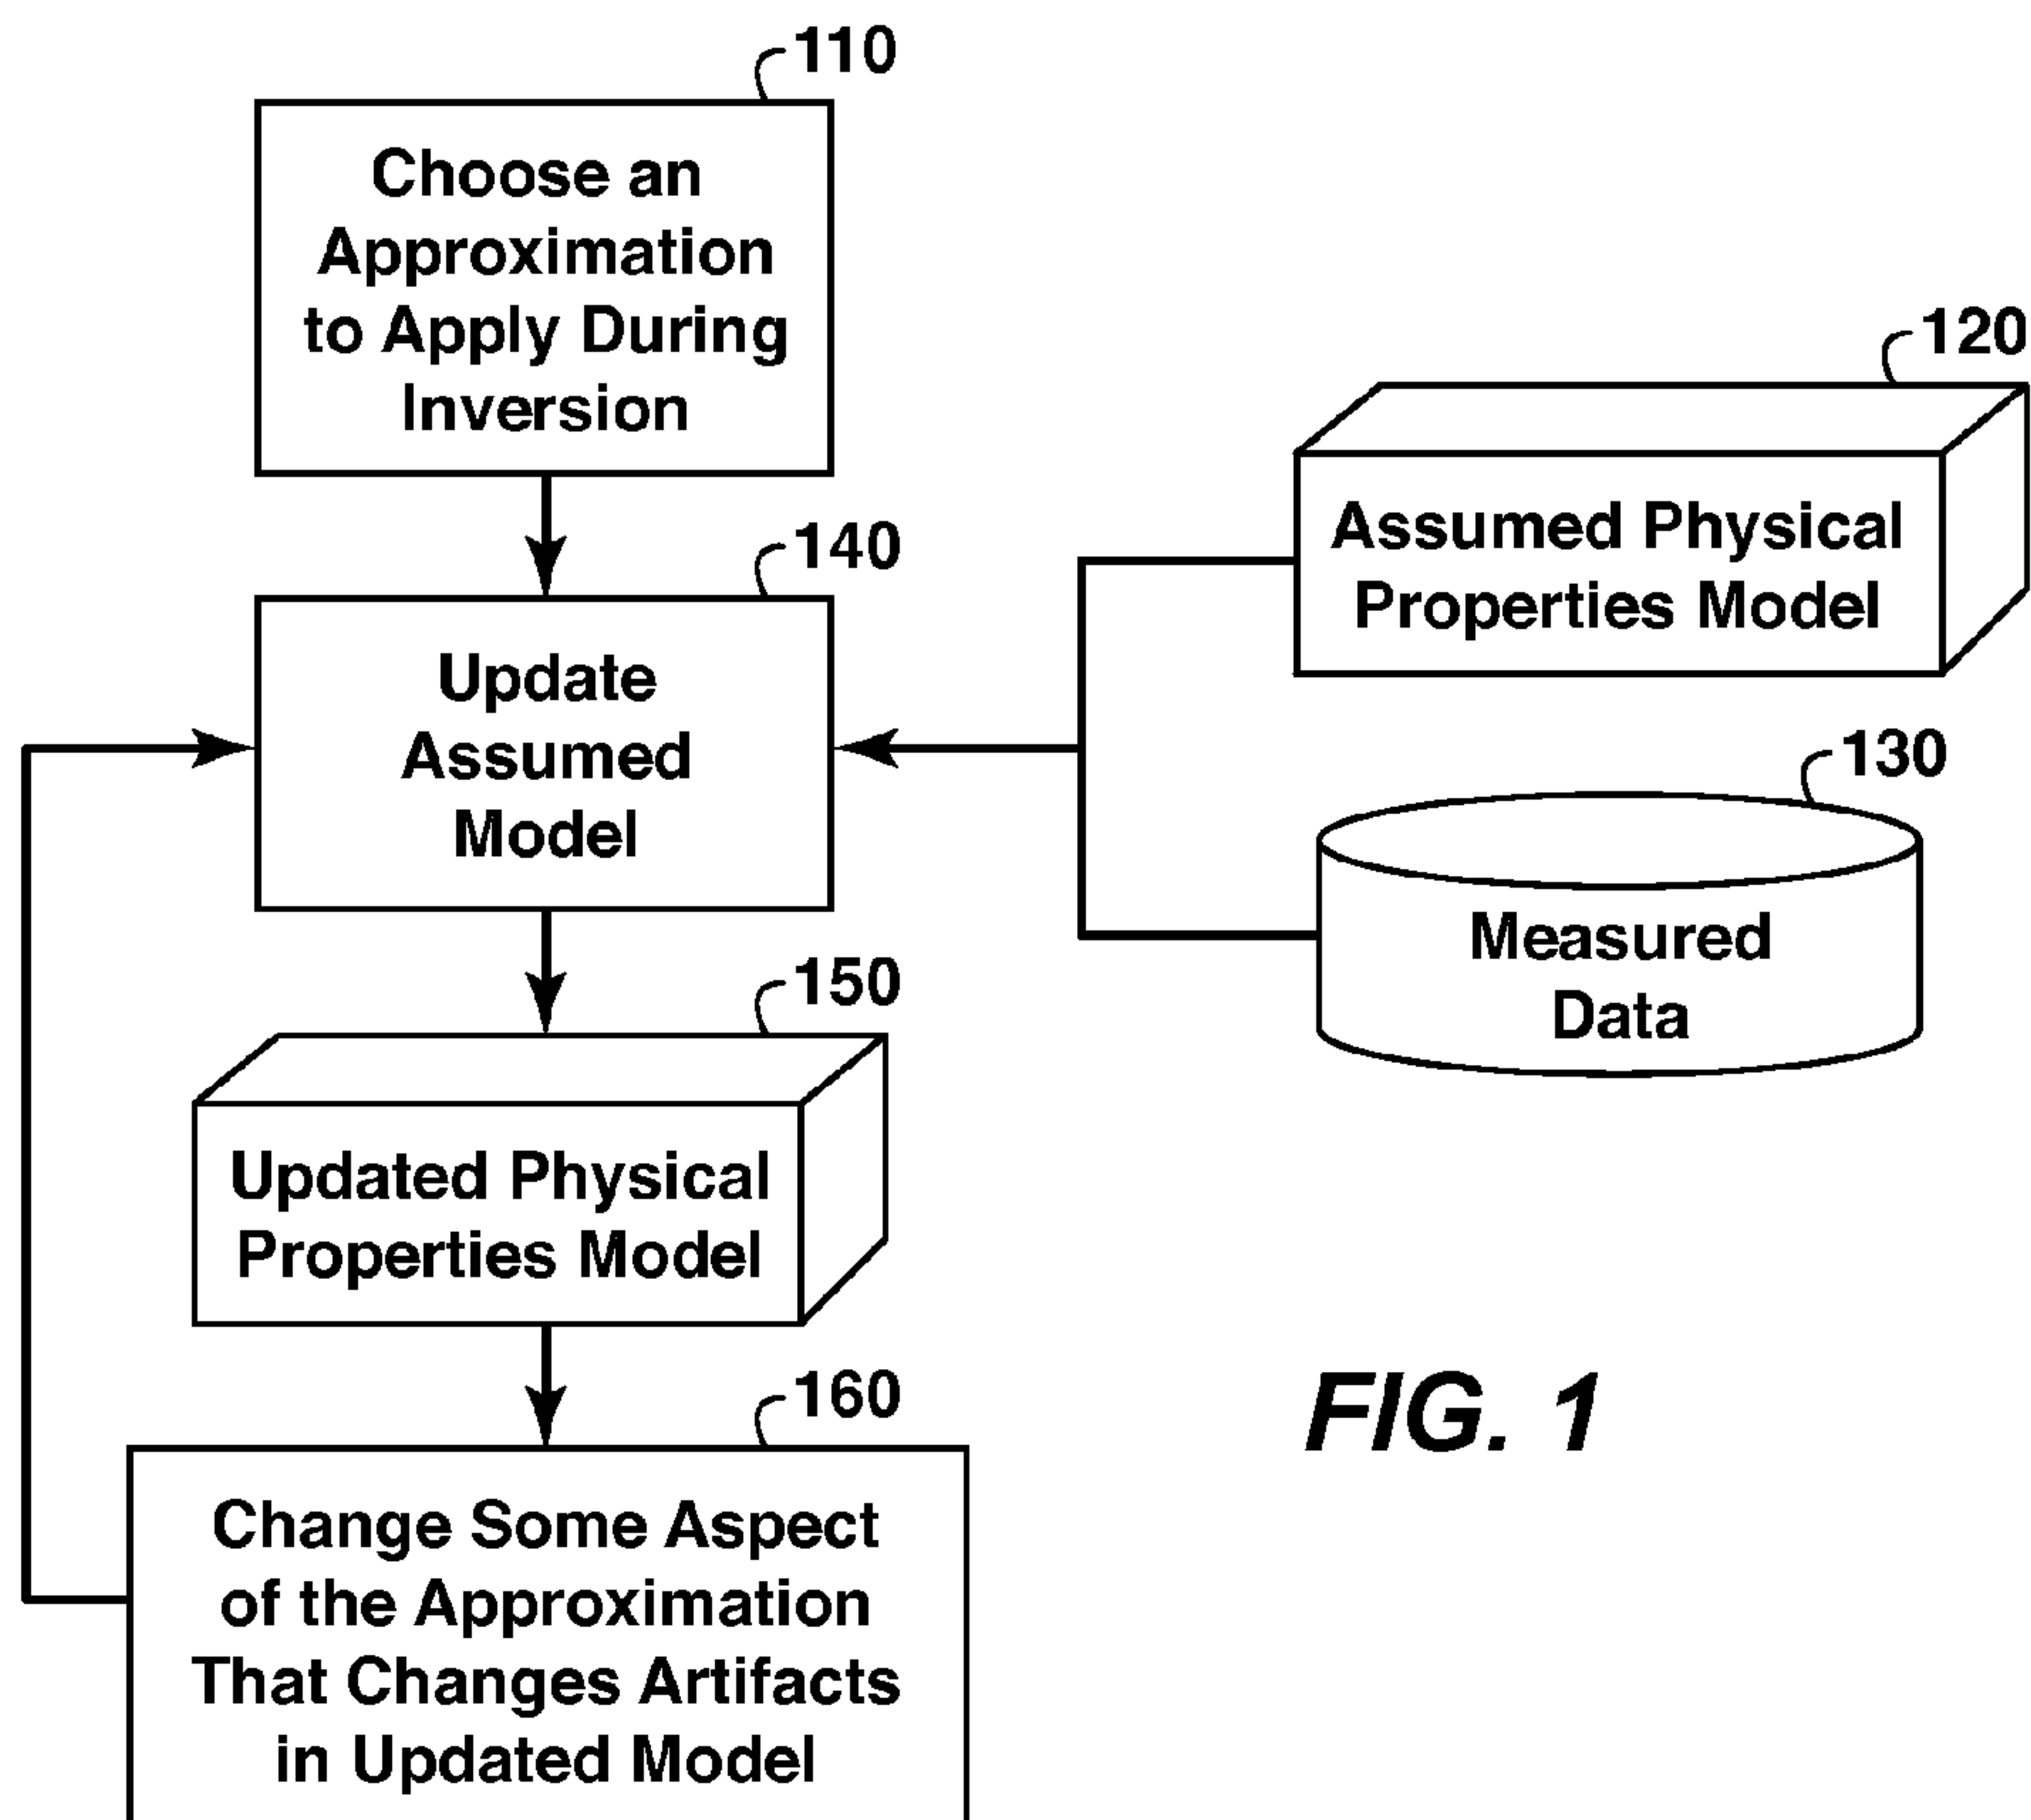 110
Choose an
Approximation
to Apply During
Inversion
120
Assumed Physical
Properties Model
140
Update
Assumed
Model
130
Measured
Data
150
Updated Physical
Properties Model
160
Change Some Aspect
of the Approximation
That Changes Artifacts
in Updated Model
FIG. 1